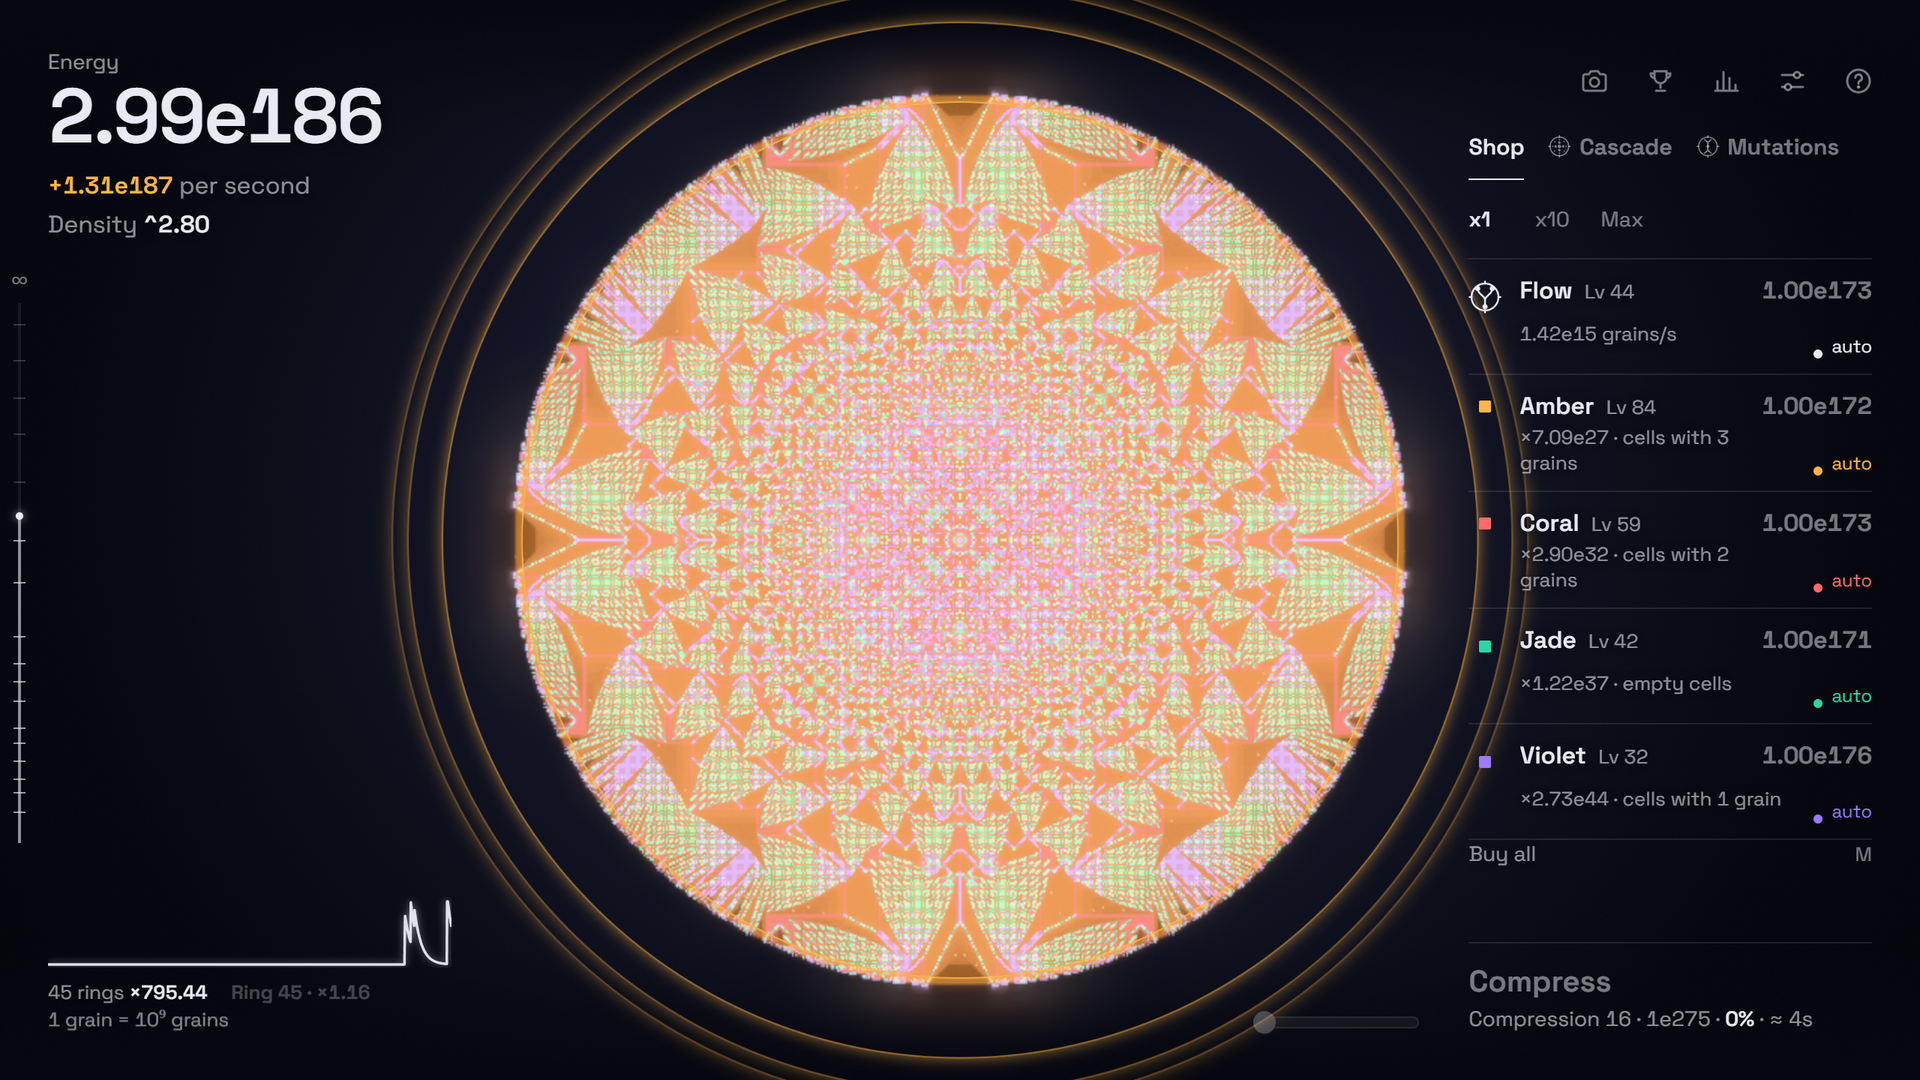 Energy
2.99e186
+1.31e187 per second
Density ^2.80
∞
45 rings ×795.44 Ring 45 · ×1.16
1 grain = 10⁹ grains
Shop Cascade Mutations
x1 x10 Max
Flow Lv 44 1.00e173
1.42e15 grains/s
auto
Amber Lv 84 1.00e172
×7.09e27 · cells with 3
grains
auto
Coral Lv 59 1.00e173
×2.90e32 · cells with 2
grains
auto
Jade Lv 42 1.00e171
×1.22e37 · empty cells
auto
Violet Lv 32 1.00e176
×2.73e44 · cells with 1 grain
auto
Buy all M
Compress
Compression 16 · 1e275 · 0% · ≈ 4s